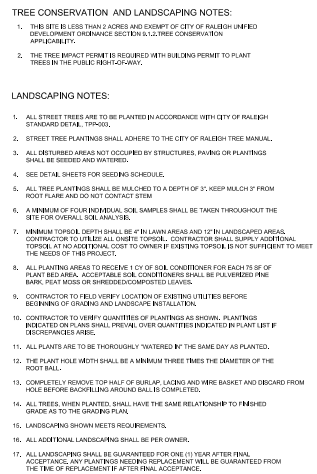 TREE CONSERVATION AND LANDSCAPING NOTES:
1. THIS SITE IS LESS THAN 2 ACRES AND EXEMPT OF CITY OF RALEIGH UNIFIED
DEVELOPMENT ORDINANCE SECTION 9.1.2.TREE CONSERVATION
APPLICABILITY.
2. THE TREE IMPACT PERMIT IS REQUIRED WITH BUILDING PERMIT TO PLANT
TREES IN THE PUBLIC RIGHT-OF-WAY.
LANDSCAPING NOTES:
1. ALL STREET TREES ARE TO BE PLANTED IN ACCORDANCE WITH CITY OF RALEIGH
STANDARD DETAIL, TPP-003.
2. STREET TREE PLANTINGS SHALL ADHERE TO THE CITY OF RALEIGH TREE MANUAL.
3. ALL DISTURBED AREAS NOT OCCUPIED BY STRUCTURES, PAVING OR PLANTINGS
SHALL BE SEEDED AND WATERED.
4. SEE DETAIL SHEETS FOR SEEDING SCHEDULE.
5. ALL TREE PLANTINGS SHALL BE MULCHED TO A DEPTH OF 3". KEEP MULCH 3" FROM
ROOT FLARE AND DO NOT CONTACT STEM
6. A MINIMUM OF FOUR INDIVIDUAL SOIL SAMPLES SHALL BE TAKEN THROUGHOUT THE
SITE FOR OVERALL SOIL ANALYSIS.
7. MINIMUM TOPSOIL DEPTH SHALL BE 4" IN LAWN AREAS AND 12" IN LANDSCAPED AREAS.
CONTRACTOR TO UTILIZE ALL ONSITE TOPSOIL. CONTRACTOR SHALL SUPPLY ADDITIONAL
TOPSOIL AT NO ADDITIONAL COST TO OWNER IF EXISTING TOPSOIL IS NOT SUFFICIENT TO MEET
THE NEEDS OF THIS PROJECT.
8. ALL PLANTING AREAS TO RECEIVE 1 CY OF SOIL CONDITIONER FOR EACH 75 SF OF
PLANT BED AREA. ACCEPTABLE SOIL CONDITIONERS SHALL BE PULVERIZED PINE
BARK, PEAT MOSS OR SHREDDED/COMPOSTED LEAVES.
9. CONTRACTOR TO FIELD VERIFY LOCATION OF EXISTING UTILITIES BEFORE
BEGINNING OF GRADING AND LANDSCAPE INSTALLATION.
10. CONTRACTOR TO VERIFY QUANTITIES OF PLANTINGS AS SHOWN. PLANTINGS
INDICATED ON PLANS SHALL PREVAIL OVER QUANTITIES INDICATED IN PLANT LIST IF
DISCREPANCIES ARISE.
11. ALL PLANTS ARE TO BE THOROUGHLY "WATERED IN" THE SAME DAY AS PLANTED.
12. THE PLANT HOLE WIDTH SHALL BE A MINIMUM THREE TIMES THE DIAMETER OF THE
ROOT BALL.
13. COMPLETELY REMOVE TOP HALF OF BURLAP, LACING AND WIRE BASKET AND DISCARD FROM
HOLE BEFORE BACKFILLING AROUND BALL IS COMPLETED.
14. ALL TREES, WHEN PLANTED, SHALL HAVE THE SAME RELATIONSHIP TO FINISHED
GRADE AS TO THE GRADING PLAN.
15. LANDSCAPING SHOWN MEETS REQUIREMENTS.
16. ALL ADDITIONAL LANDSCAPING SHALL BE PER OWNER.
17. ALL LANDSCAPING SHALL BE GUARANTEED FOR ONE (1) YEAR AFTER FINAL
ACCEPTANCE. ANY PLANTINGS NEEDING REPLACEMENT WILL BE GUARANTEED FROM
THE TIME OF REPLACEMENT IF AFTER FINAL ACCEPTANCE.